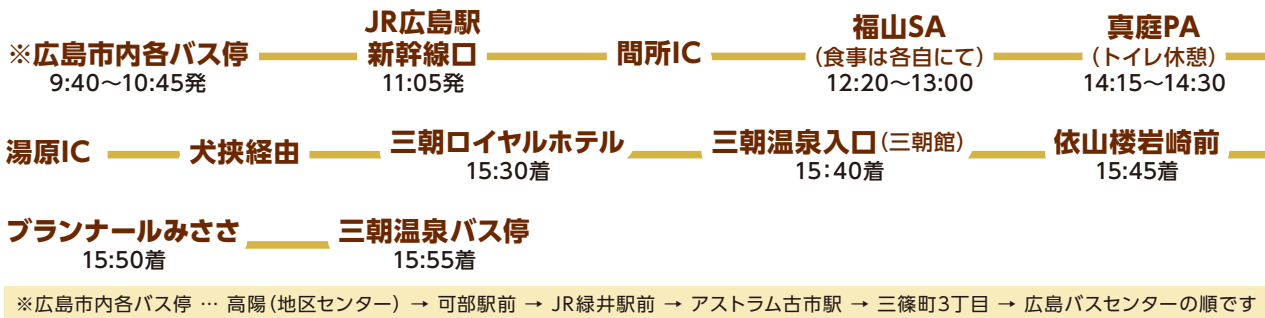 ※広島市内各バス停
9:40〜10:45発
JR広島駅
新幹線口
11:05発
間所IC
福山SA
(食事は各自にて)
12:20〜13:00
真庭PA
(トイレ休憩)
14:15〜14:30
湯原IC
犬挟経由
三朝ロイヤルホテル
15:30着
三朝温泉入口(三朝館)
15:40着
依山楼岩崎前
15:45着
ブランナールみささ
15:50着
三朝温泉バス停
15:55着
※広島市内各バス停 … 高陽(地区センター) → 可部駅前 → JR緑井駅前 → アストラム古市駅 → 三篠町3丁目 → 広島バスセンターの順です